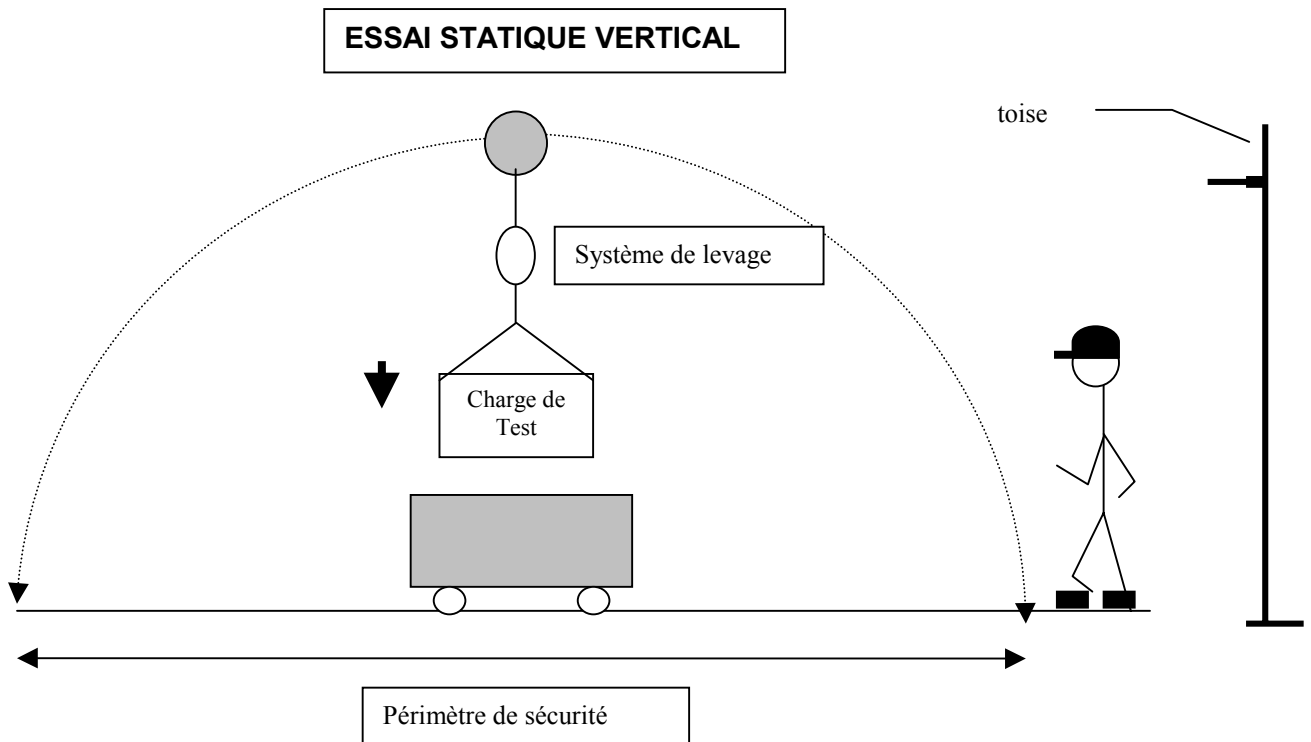 ESSAI STATIQUE VERTICAL
toise
Système de levage
Charge de
Test
Périmètre de sécurité